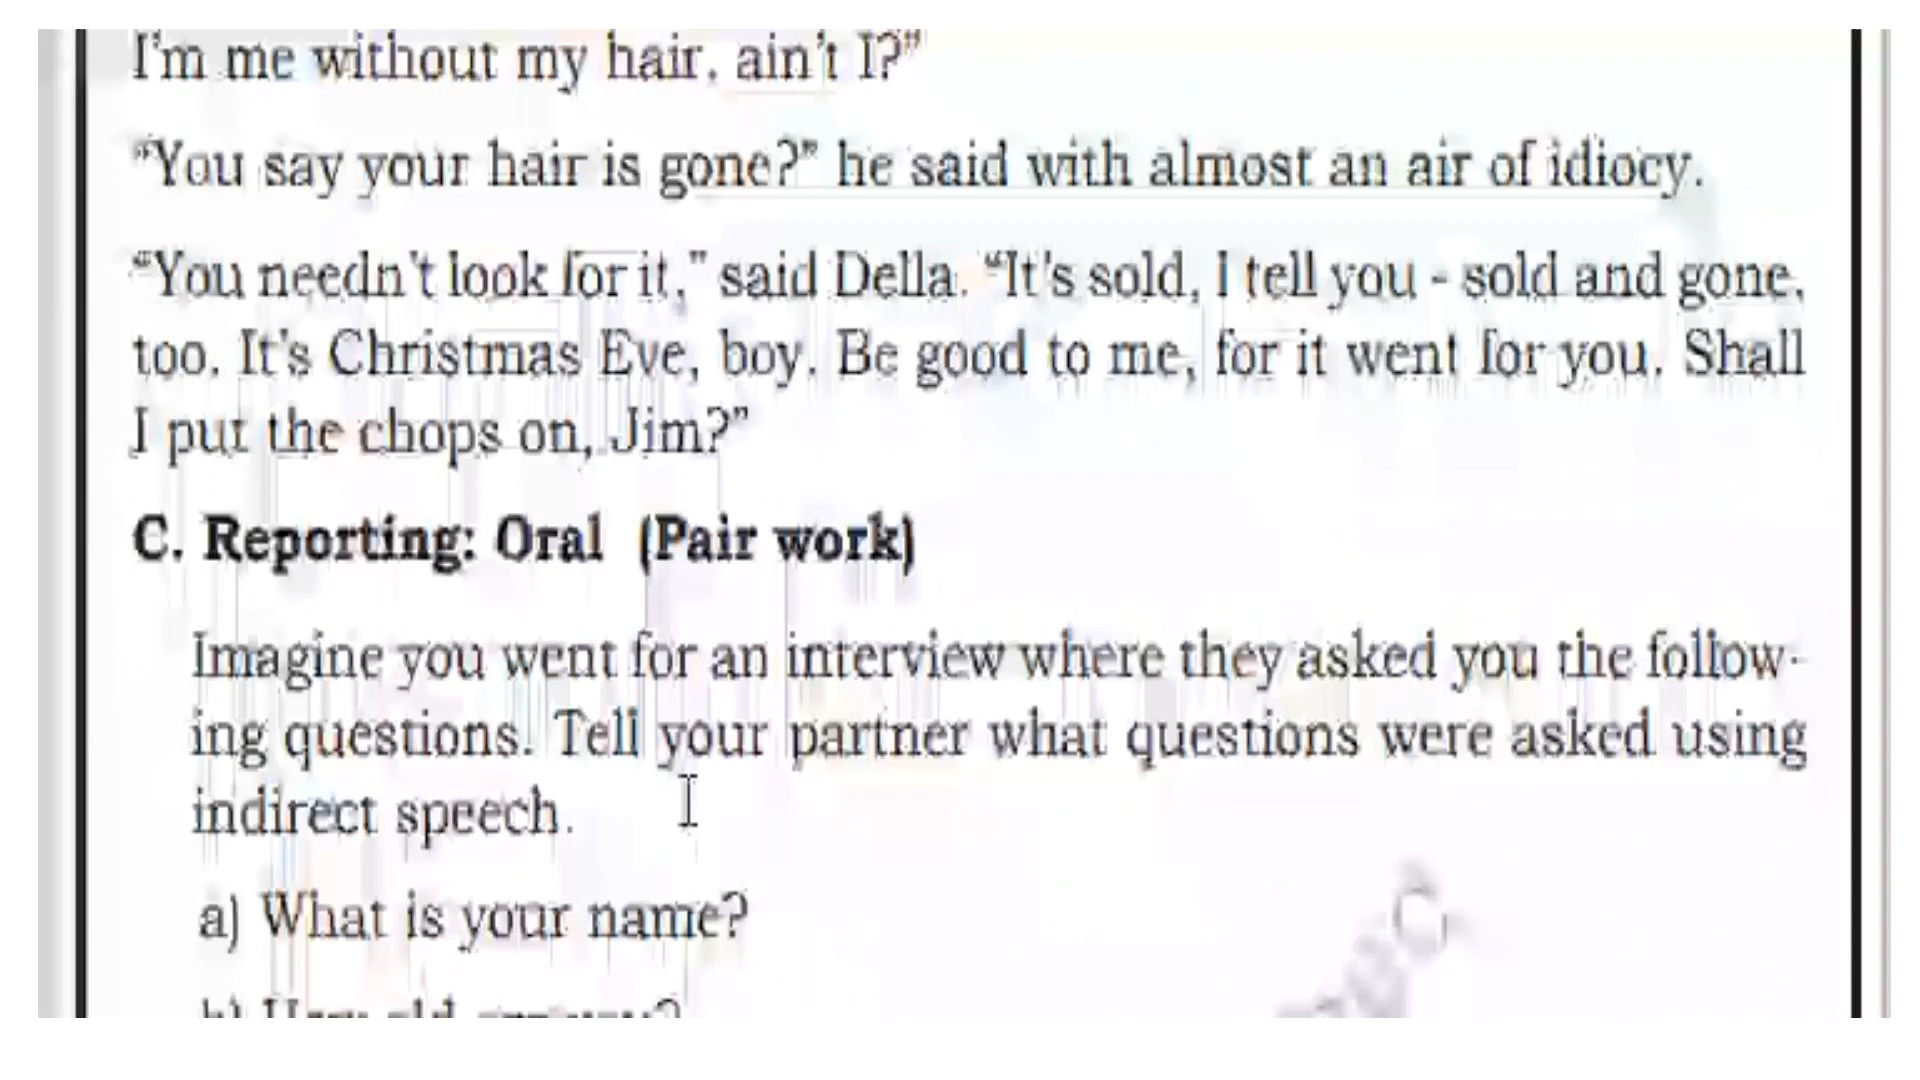 I'm me without my hair, ain't I?"
"You say your hair is gone?" he said with almost an air of idiocy.
"You needn't look for it," said Della. "It's sold, I tell you - sold and gone,
too. It's Christmas Eve, boy. Be good to me, for it went for you. Shall
I put the chops on, Jim?"
C. Reporting: Oral (Pair work)
Imagine you went for an interview where they asked you the follow-
ing questions. Tell your partner what questions were asked using
indirect speech.
a) What is your name?
b) How old are you?